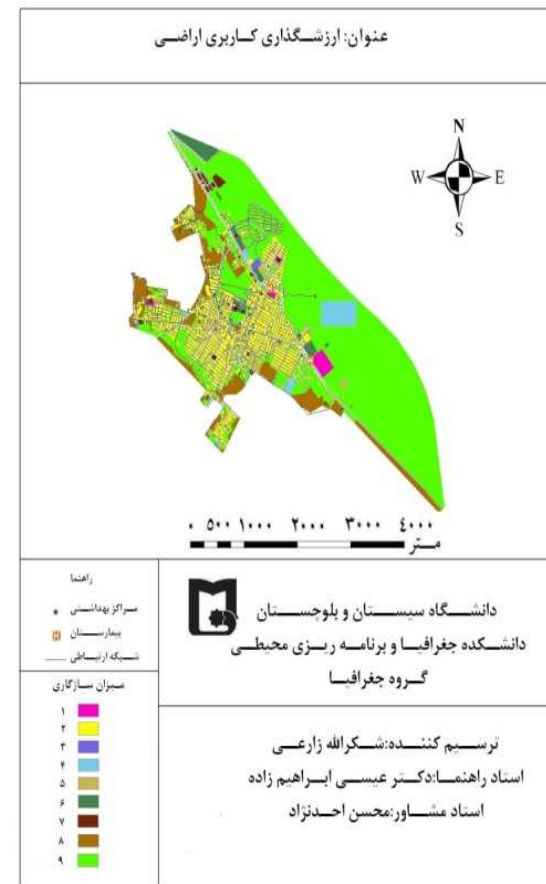 عنوان: ارزشگذاری کاربری اراضی
N
W E
S
۰ ۵۰۰ ۱۰۰۰ ۲۰۰۰ ۳۰۰۰ ۴۰۰۰
متر
راهنما
مراکز بهداشتی
بیمارستان
شبکه ارتباطی
میزان سازگاری
۱
۲
۳
۴
۵
۶
۷
۸
۹
دانشگاه سیستان و بلوچستان
دانشکده جغرافیا و برنامه ریزی محیطی
گروه جغرافیا
ترسیم کننده:شکرالله زارعی
استاد راهنما:دکتر عیسی ابراهیم زاده
استاد مشاور:محسن احدنژاد